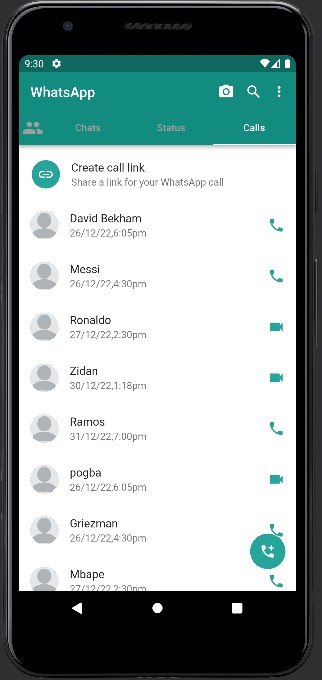 9:30
WhatsApp
Chats Status Calls
Create call link
Share a link for your WhatsApp call
David Bekham
26/12/22,6:05pm
Messi
26/12/22,4:30pm
Ronaldo
27/12/22,2:30pm
Zidan
30/12/22,1:18pm
Ramos
31/12/22,7:00pm
pogba
26/12/22,6:05pm
Griezman
26/12/22,4:30pm
Mbape
27/12/22,2:30pm